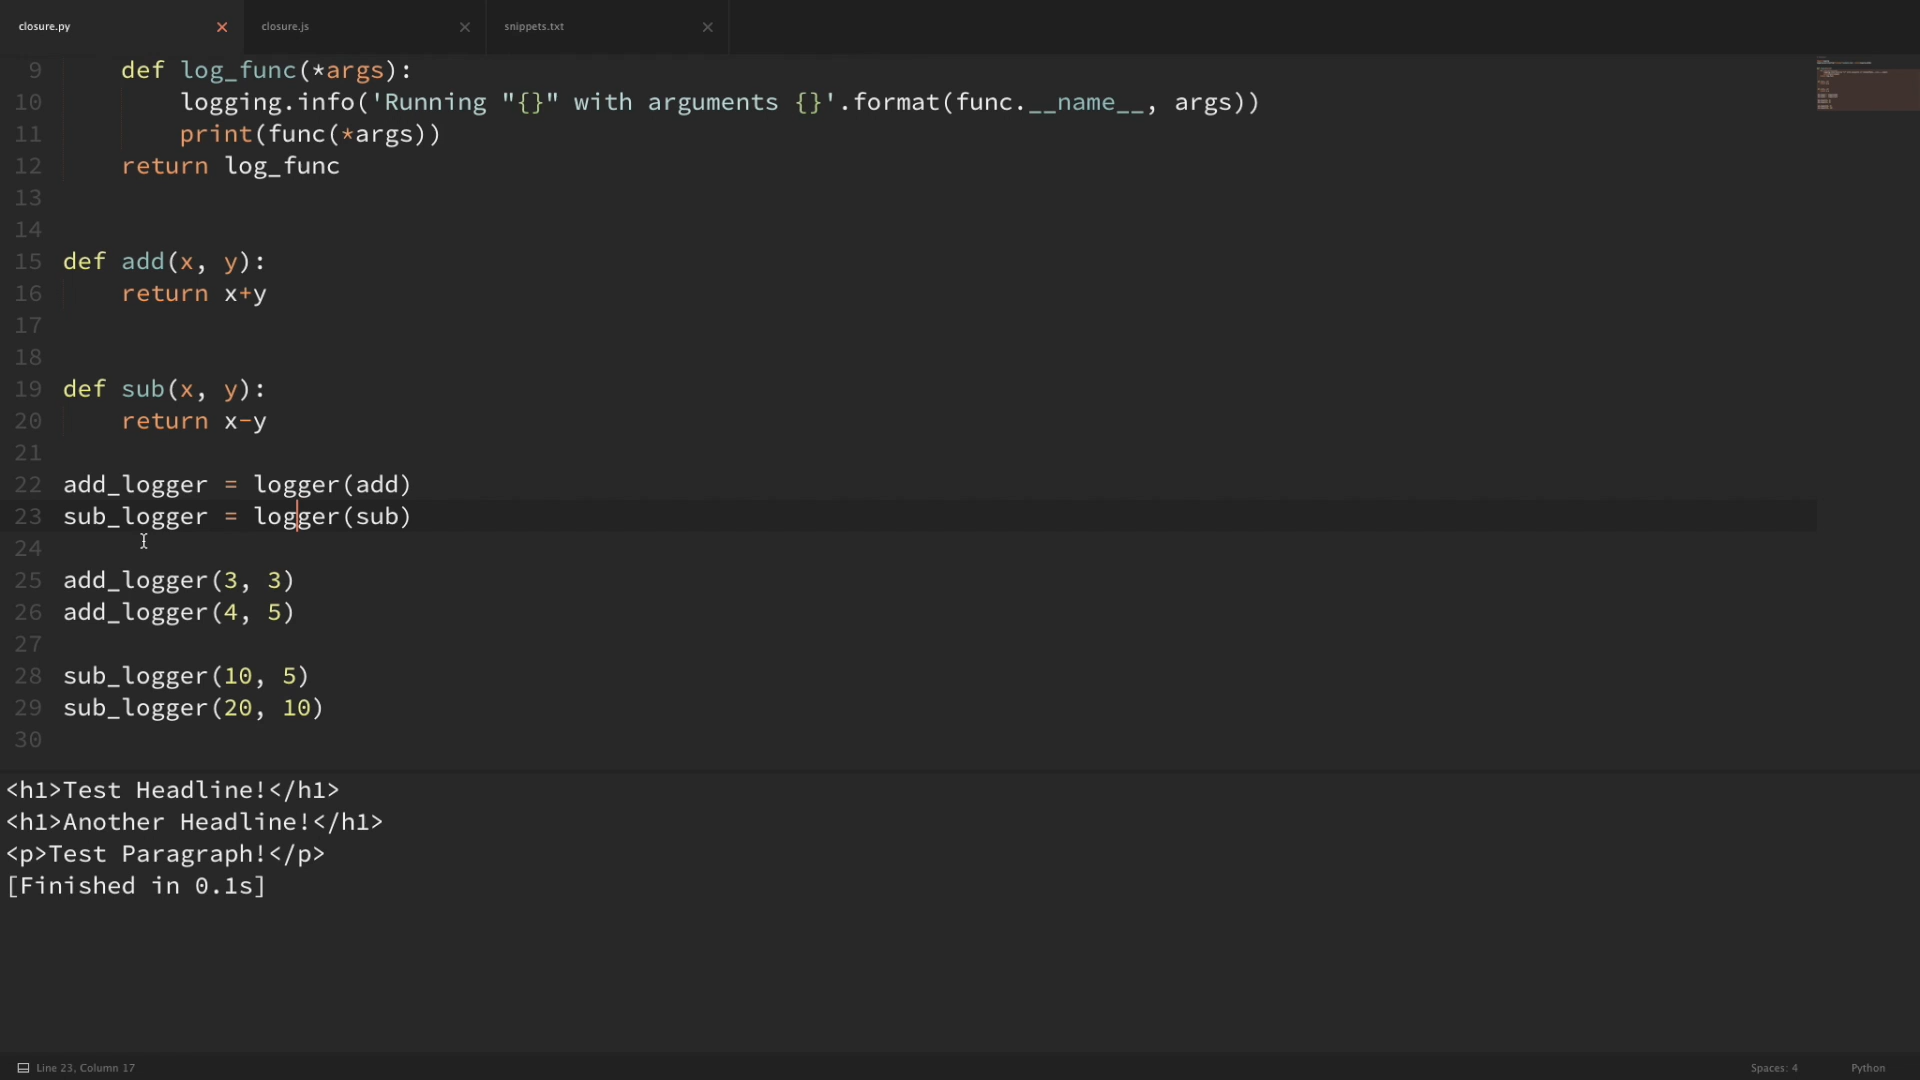 closure.py
closure.js
snippets.txt
9 def log_func(*args):
10 logging.info('Running "{}" with arguments {}'.format(func.__name__, args))
11 print(func(*args))
12 return log_func
13
14
15 def add(x, y):
16 return x+y
17
18
19 def sub(x, y):
20 return x-y
21
22 add_logger = logger(add)
23 sub_logger = logger(sub)
24
25 add_logger(3, 3)
26 add_logger(4, 5)
27
28 sub_logger(10, 5)
29 sub_logger(20, 10)
30
<h1>Test Headline!</h1>
<h1>Another Headline!</h1>
<p>Test Paragraph!</p>
[Finished in 0.1s]
Line 23, Column 17
Spaces: 4
Python